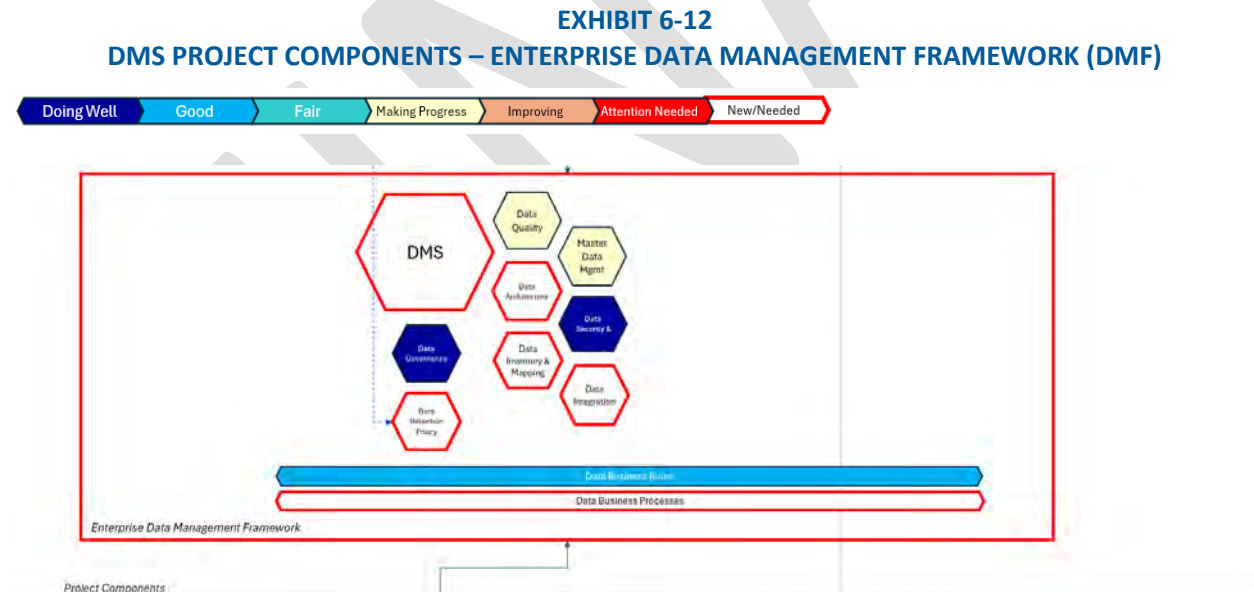 EXHIBIT 6-12
DMS PROJECT COMPONENTS – ENTERPRISE DATA MANAGEMENT FRAMEWORK (DMF)
Doing Well
Good
Fair
Making Progress
Improving
Attention Needed
New/Needed
DMS
Data
Quality
Master
Data
Mgmt
Data
Architecture
Data
Security &
Data
Governance
Data
Inventory &
Mapping
Data
Integration
Data
Retention
Privacy
Data Business Rules
Data Business Processes
Enterprise Data Management Framework
Project Components